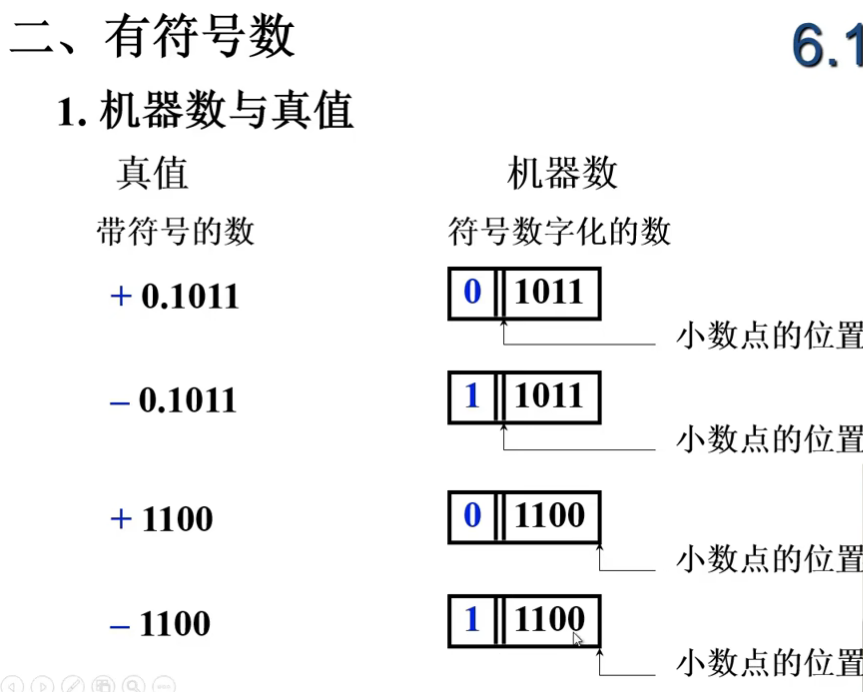 二、有符号数
6.1
1. 机器数与真值
真值 机器数
带符号的数 符号数字化的数
+ 0.1011 0 1011
小数点的位置
– 0.1011 1 1011
小数点的位置
+ 1100 0 1100
小数点的位置
– 1100 1 1100
小数点的位置